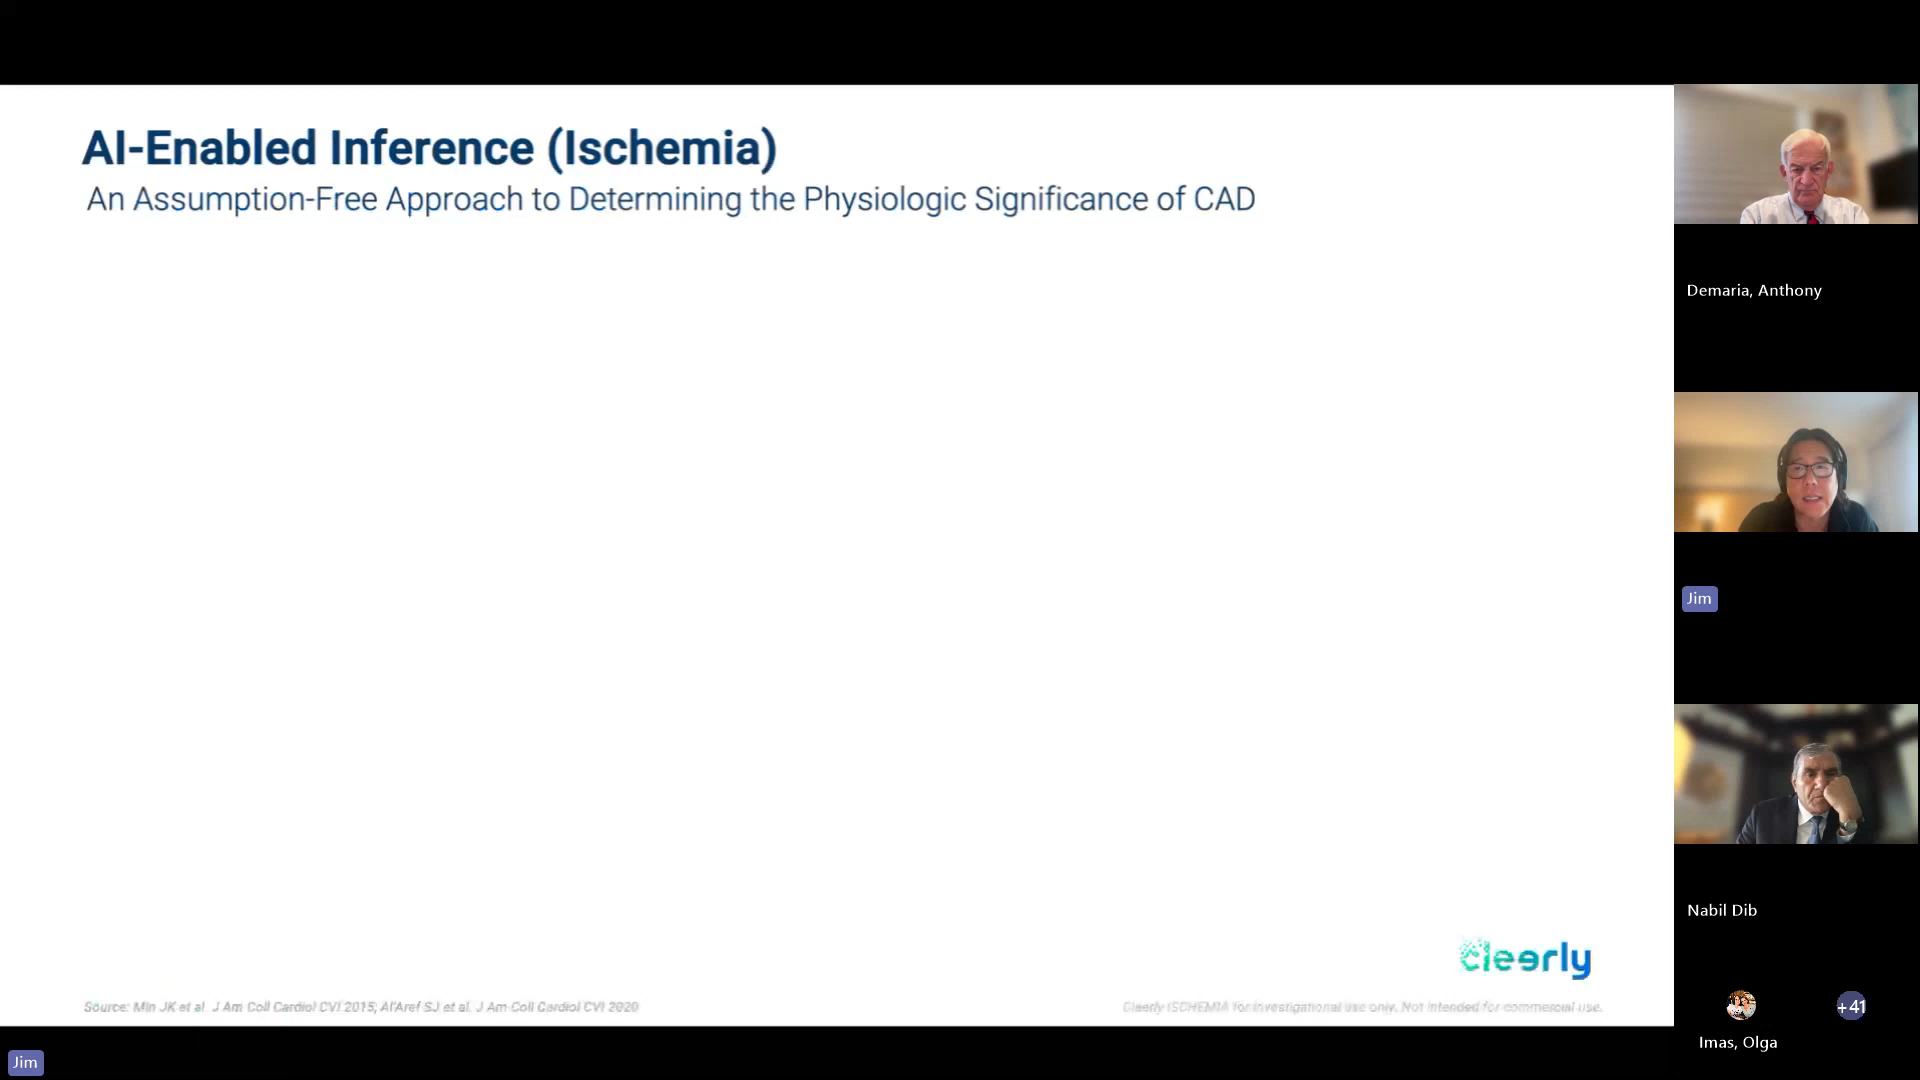 AI-Enabled Inference (Ischemia)
An Assumption-Free Approach to Determining the Physiologic Significance of CAD
Demaria, Anthony
Jim
Nabil Dib
cleerly
Source: Min JK et al. J Am Coll Cardiol CVI 2015; Al'Aref SJ et al. J Am Coll Cardiol CVI 2020
Cleerly ISCHEMIA for investigational use only. Not intended for commercial use.
+41
Imas, Olga
Jim